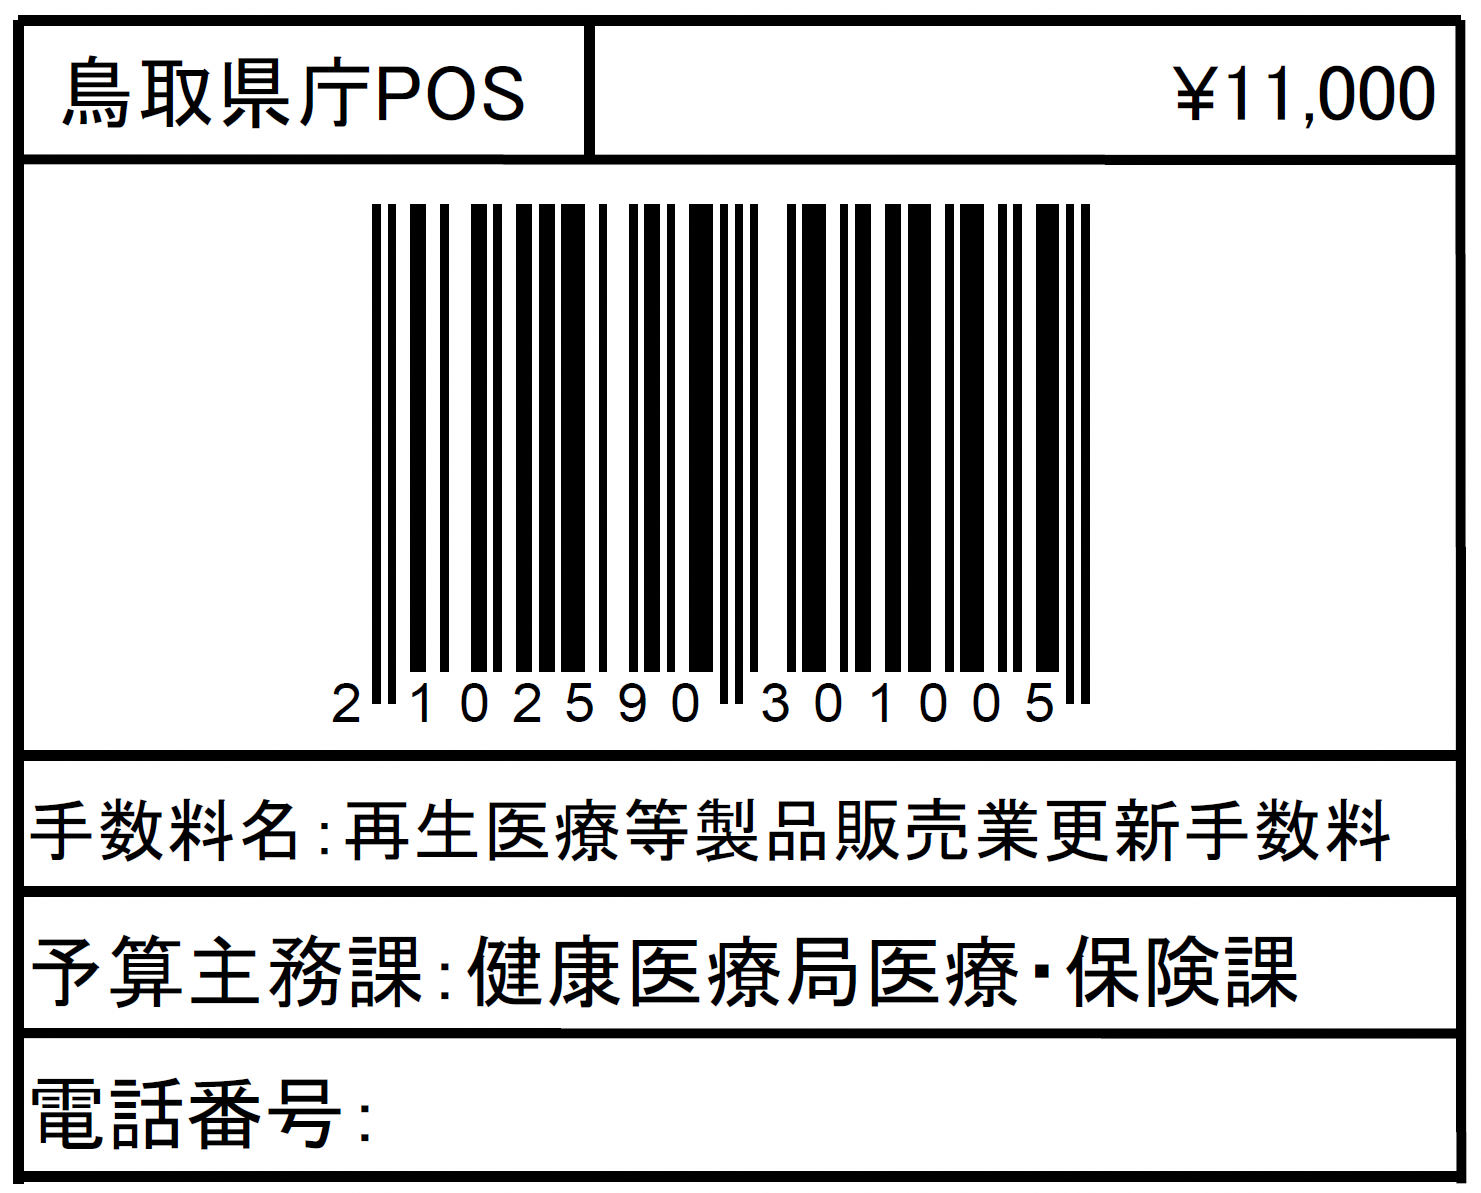 鳥取県庁POS
¥11,000
2 102590 301005
手数料名:再生医療等製品販売業更新手数料
予算主務課:健康医療局医療・保険課
電話番号: